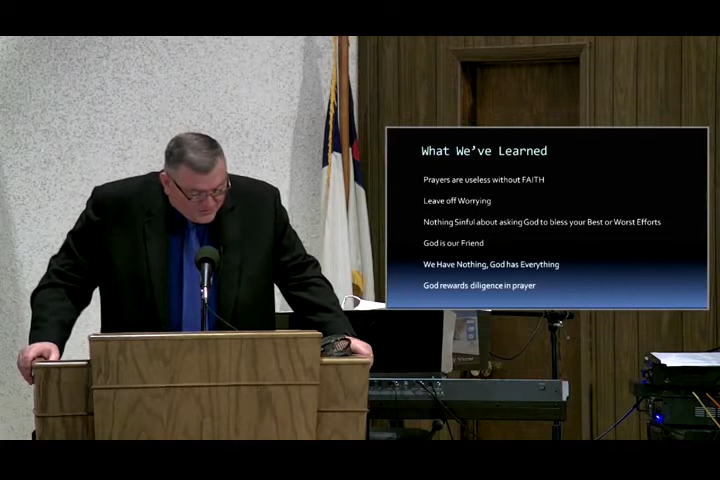 What We've Learned
Prayers are useless without FAITH
Leave off Worrying
Nothing Sinful about asking God to bless your Best or Worst Efforts
God is our Friend
We Have Nothing, God has Everything
God rewards diligence in prayer